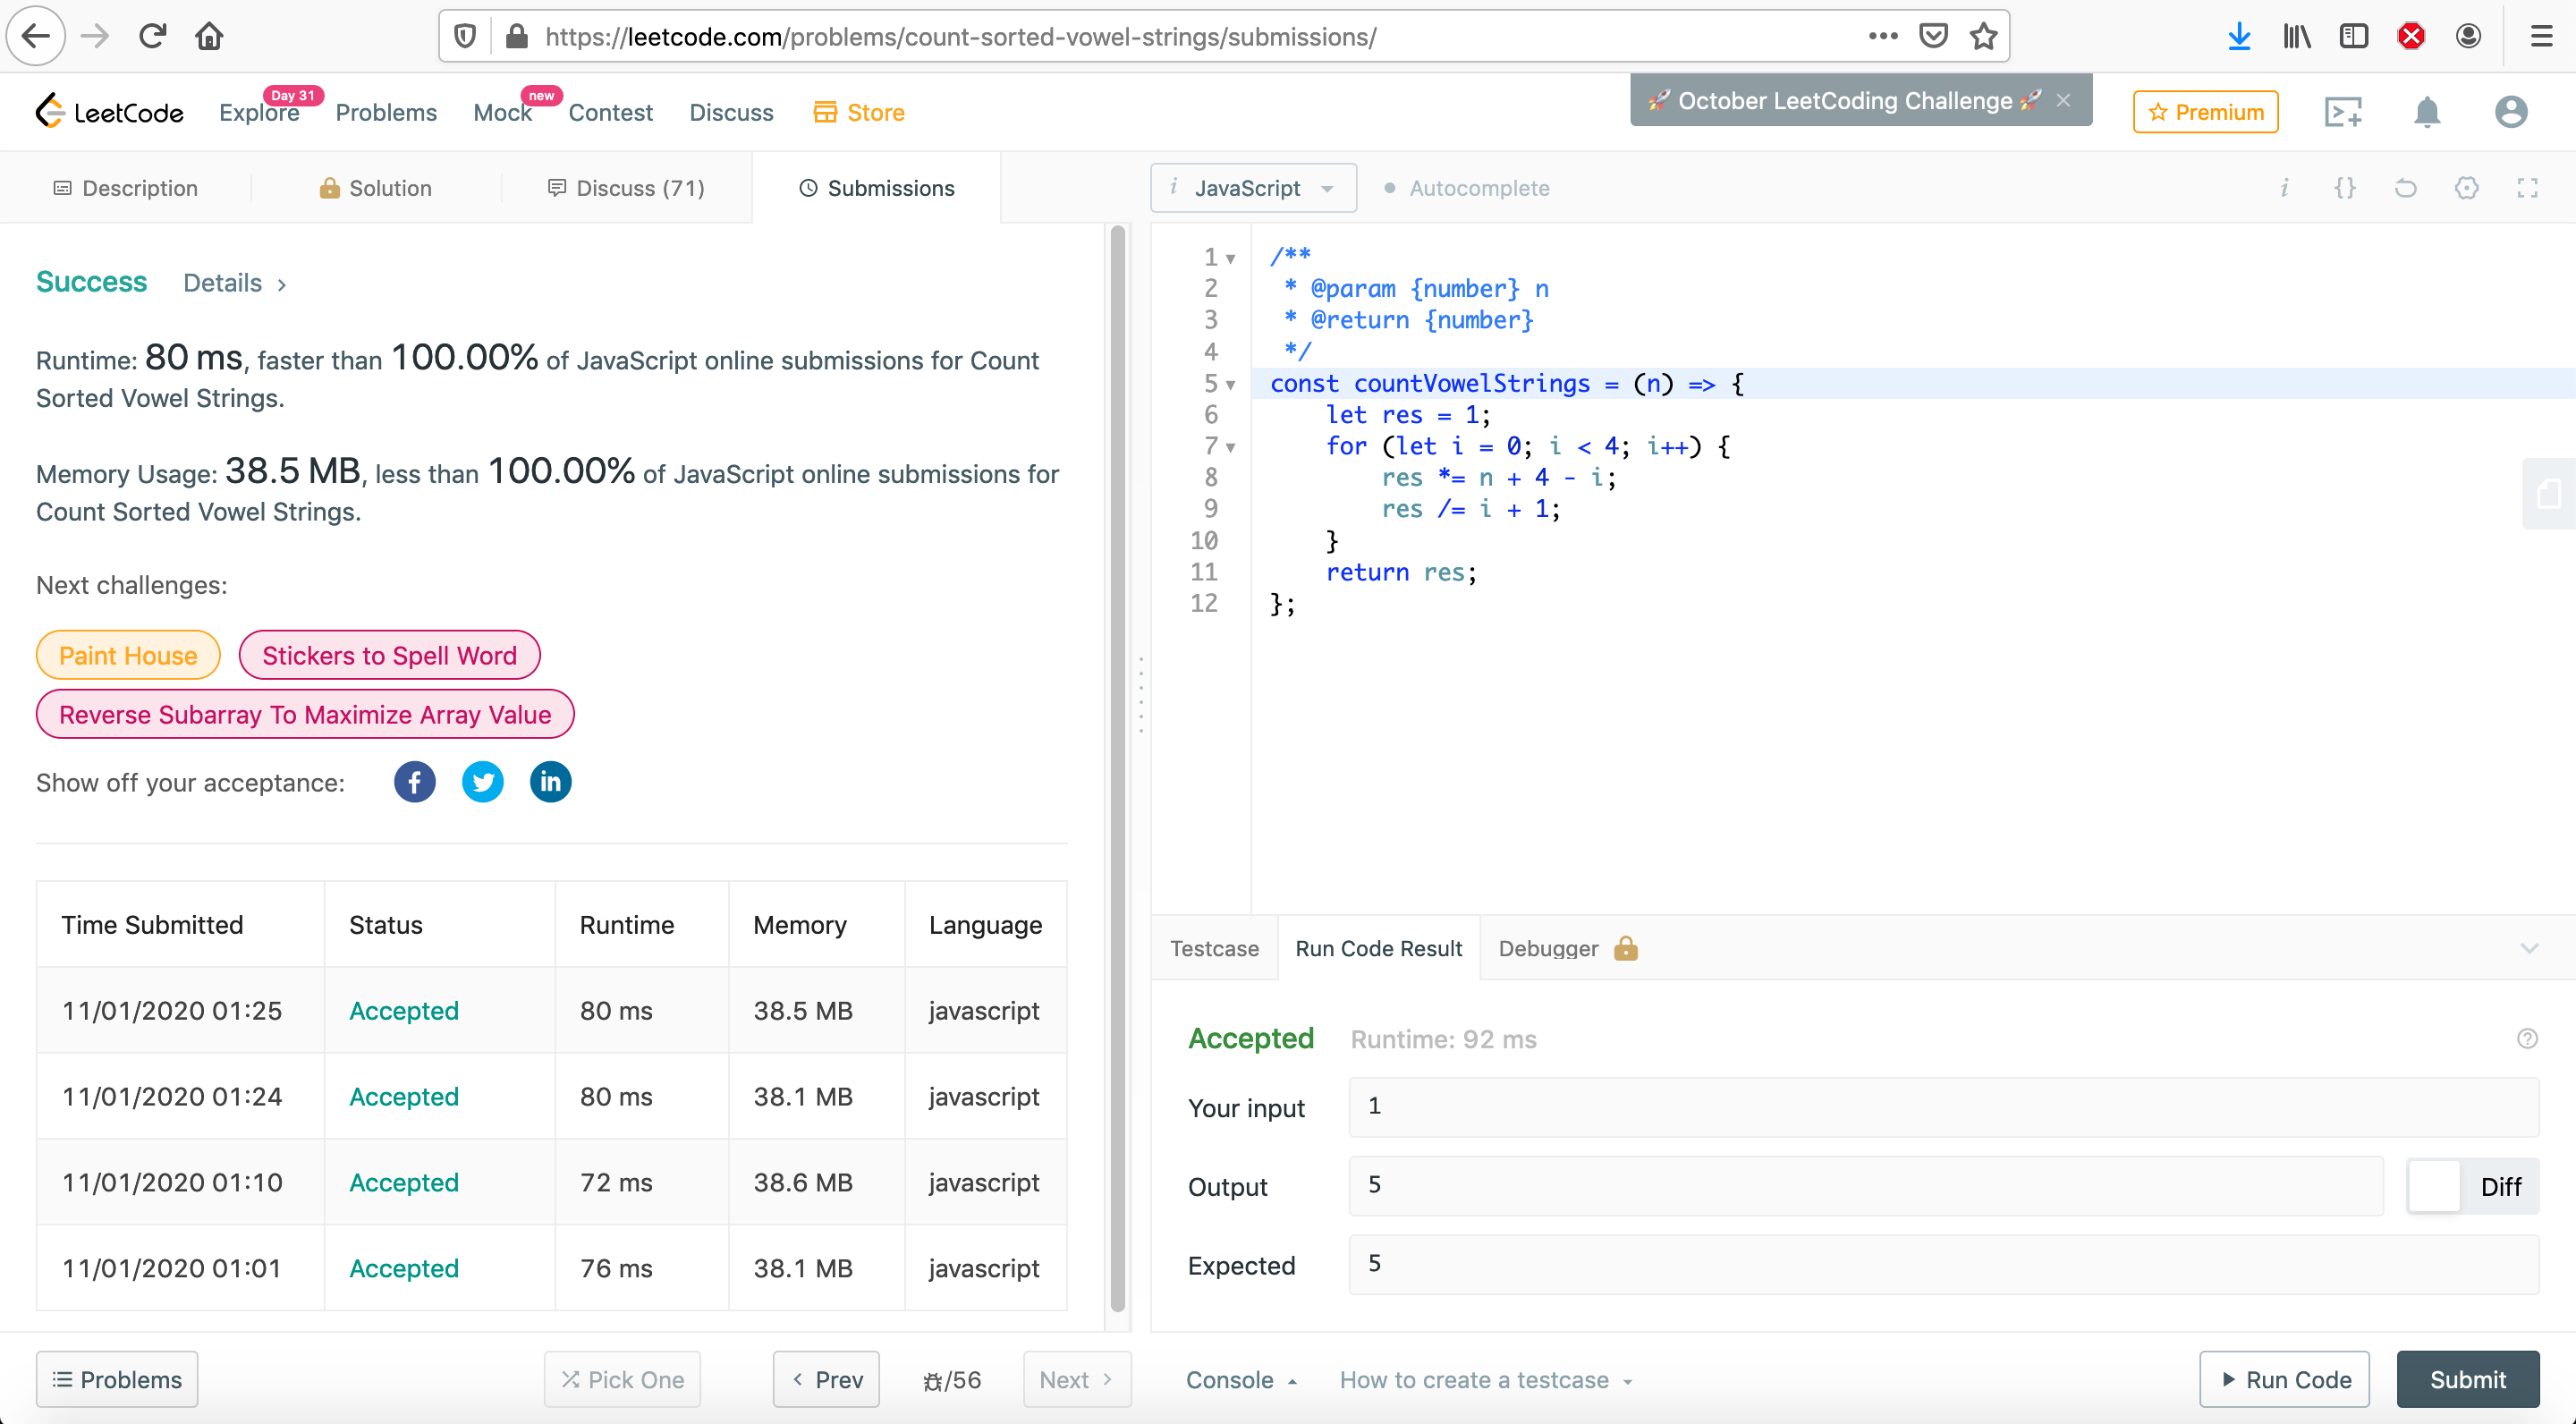 https://leetcode.com/problems/count-sorted-vowel-strings/submissions/
LeetCode
Explore
Day 31
Problems
Mock
new
Contest
Discuss
Store
🚀 October LeetCoding Challenge 🚀 ×
Premium
Description
Solution
Discuss (71)
Submissions
i JavaScript
Autocomplete
i {}
Success Details >
Runtime: 80 ms, faster than 100.00% of JavaScript online submissions for Count
Sorted Vowel Strings.
Memory Usage: 38.5 MB, less than 100.00% of JavaScript online submissions for
Count Sorted Vowel Strings.
Next challenges:
Paint House Stickers to Spell Word
Reverse Subarray To Maximize Array Value
Show off your acceptance:
f in
Time Submitted Status Runtime Memory Language
11/01/2020 01:25 Accepted 80 ms 38.5 MB javascript
11/01/2020 01:24 Accepted 80 ms 38.1 MB javascript
11/01/2020 01:10 Accepted 72 ms 38.6 MB javascript
11/01/2020 01:01 Accepted 76 ms 38.1 MB javascript
1 /**
2 * @param {number} n
3 * @return {number}
4 */
5 const countVowelStrings = (n) => {
6 let res = 1;
7 for (let i = 0; i < 4; i++) {
8 res *= n + 4 - i;
9 res /= i + 1;
10 }
11 return res;
12 };
Testcase Run Code Result Debugger
Accepted Runtime: 92 ms
?
Your input 1
Output 5 Diff
Expected 5
Problems
Pick One
< Prev
/56
Next >
Console
How to create a testcase
Run Code
Submit